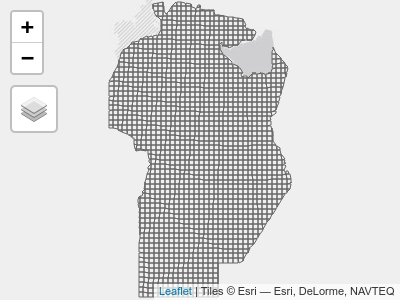 +
−
Leaflet | Tiles © Esri — Esri, DeLorme, NAVTEQ